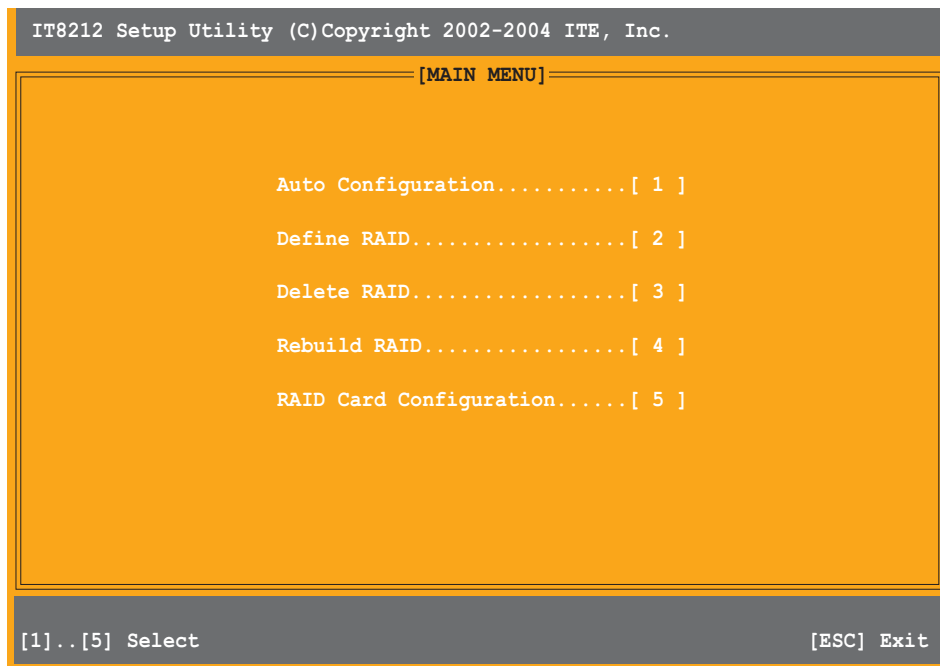 IT8212 Setup Utility (C)Copyright 2002-2004 ITE, Inc.
[MAIN MENU]
Auto Configuration...........[ 1 ]
Define RAID..................[ 2 ]
Delete RAID..................[ 3 ]
Rebuild RAID.................[ 4 ]
RAID Card Configuration......[ 5 ]
[1]..[5] Select [ESC] Exit